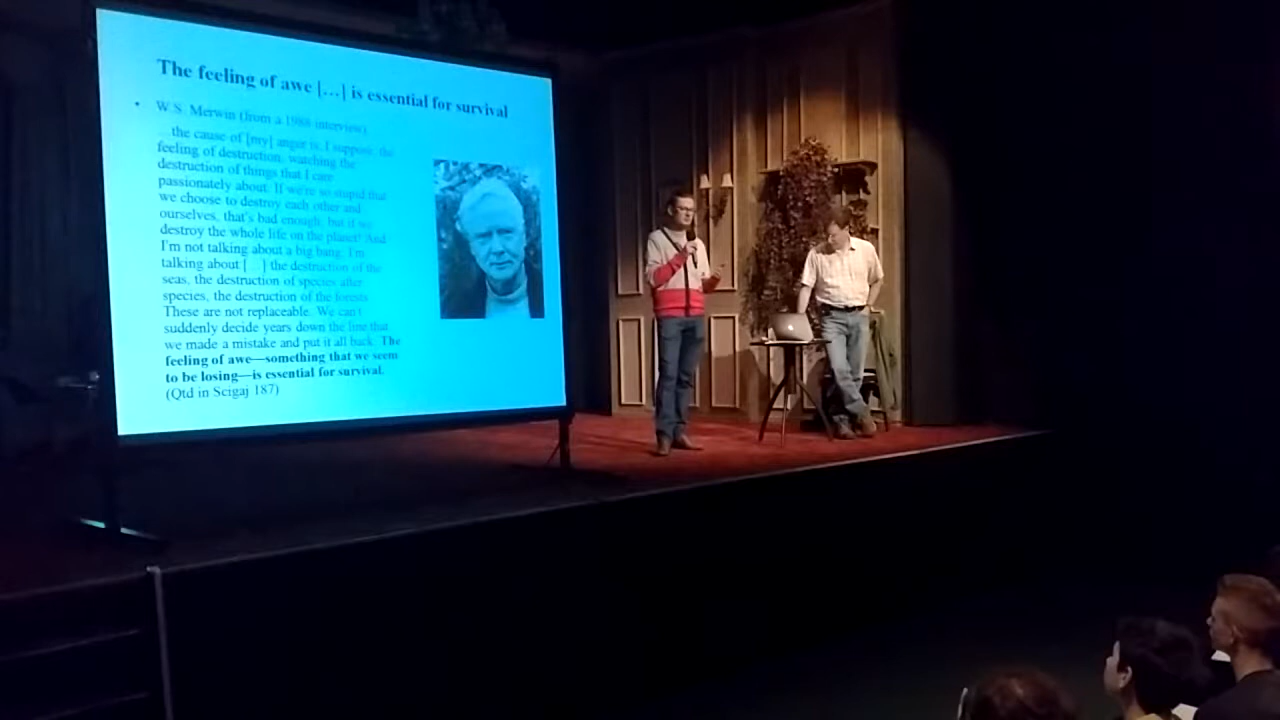 The feeling of awe [...] is essential for survival
• W.S. Merwin (from a 1988 interview)
...the cause of [my] anger is, I suppose, the
feeling of destruction, watching the
destruction of things that I care
passionately about. If we're so stupid that
we choose to destroy each other and
ourselves, that's bad enough, but if we
destroy the whole life on the planet! And
I'm not talking about a big bang, I'm
talking about [...] the destruction of the
seas, the destruction of species after
species, the destruction of the forests.
These are not replaceable. We can't
suddenly decide years down the line that
we made a mistake and put it all back. The
feeling of awe—something that we seem
to be losing—is essential for survival.
(Qtd in Scigaj 187)